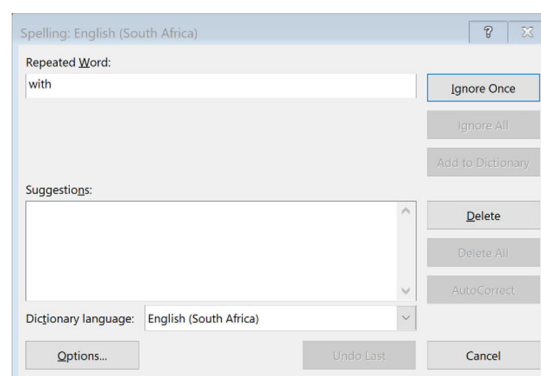 Spelling: English (South Africa)
?
Repeated Word:
with
Ignore Once
Ignore All
Add to Dictionary
Suggestions:
Delete
Delete All
AutoCorrect
Dictionary language: English (South Africa)
Options...
Undo Last
Cancel